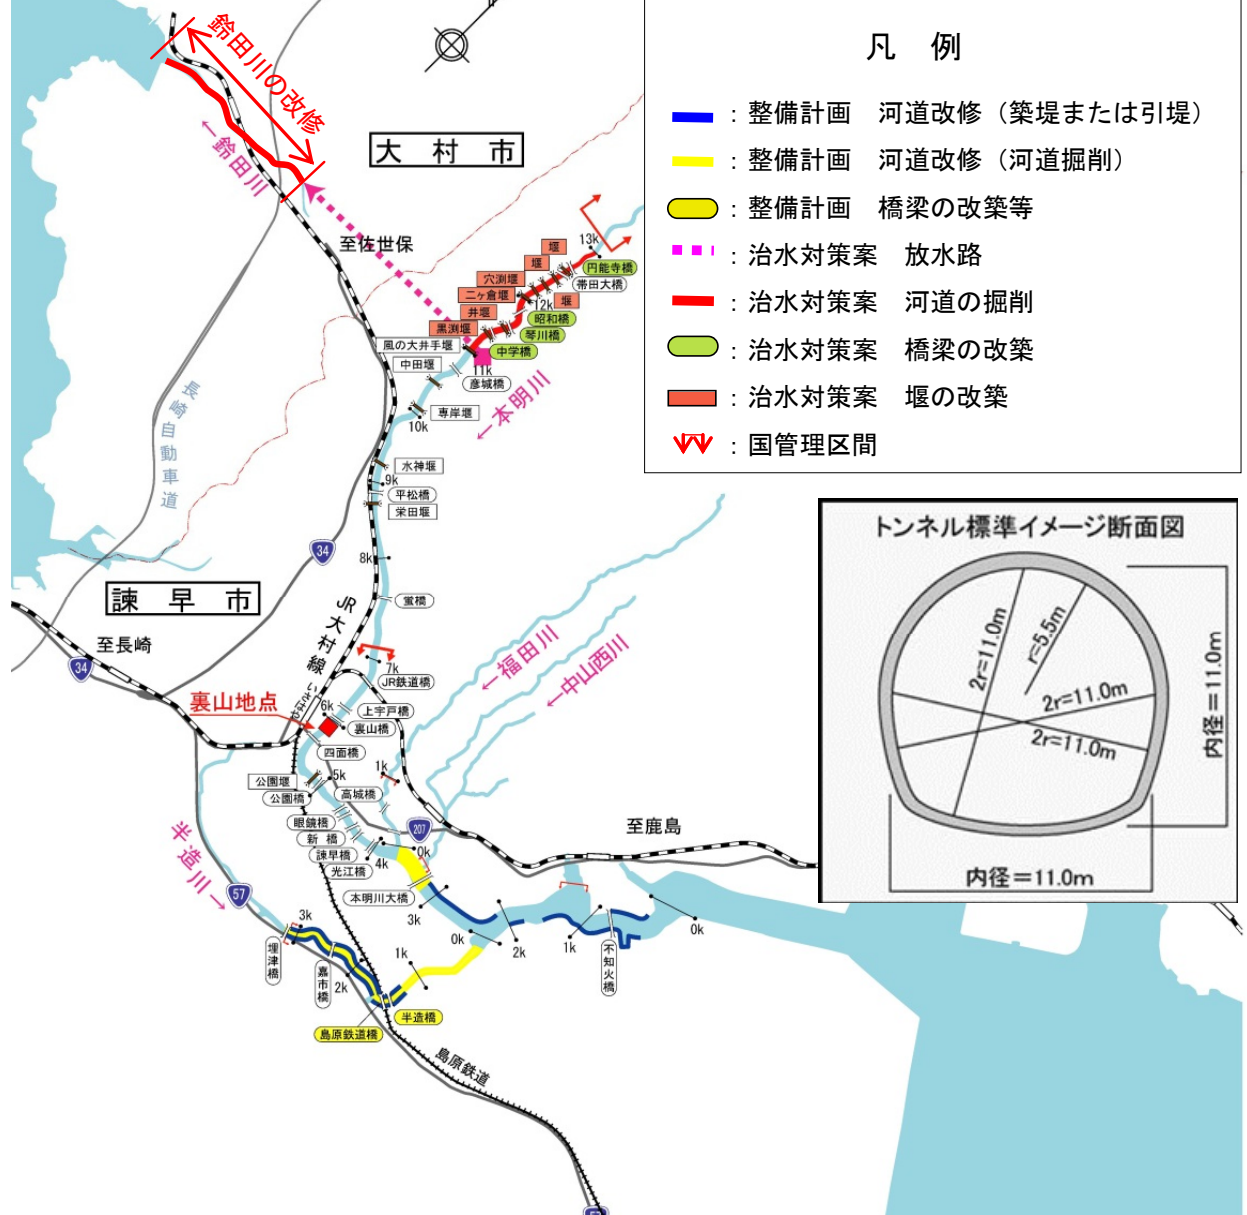 凡　例
：整備計画　河道改修（築堤または引堤）
：整備計画　河道改修（河道掘削）
：整備計画　橋梁の改築等
：治水対策案　放水路
：治水対策案　河道の掘削
：治水対策案　橋梁の改築
：治水対策案　堰の改築
：国管理区間
鈴田川の改修
←鈴田川
大　村　市
至佐世保
13k
堰
堰
円能寺橋
穴渕堰
帯田大橋
二ヶ倉堰
12k
堰
井堰
昭和橋
黒渕堰
琴川橋
風の大井手堰
中学橋
11k
中田堰
彦城橋
専岸堰
10k
←本明川
長崎自動車道
水神堰
9k
平松橋
栄田堰
34
8k
諫　早　市
蛍橋
JR大村線
至長崎
34
7k
JR鉄道橋
←福田川
←中山西川
裏山地点
いさはや
6k
上宇戸橋
裏山橋
四面橋
公園堰
5k
1k
公園橋
高城橋
眼鏡橋
207
至鹿島
新　橋
諫早橋
4k
0k
光江橋
半造川→
57
本明川大橋
3k
3k
0k
2k
1k
0k
埋津橋
嘉市橋
2k
1k
不知火橋
半造橋
島原鉄道橋
島原鉄道
57
トンネル標準イメージ断面図
2r=11.0m
r=5.5m
2r=11.0m
2r=11.0m
内径＝11.0m
内径＝11.0m